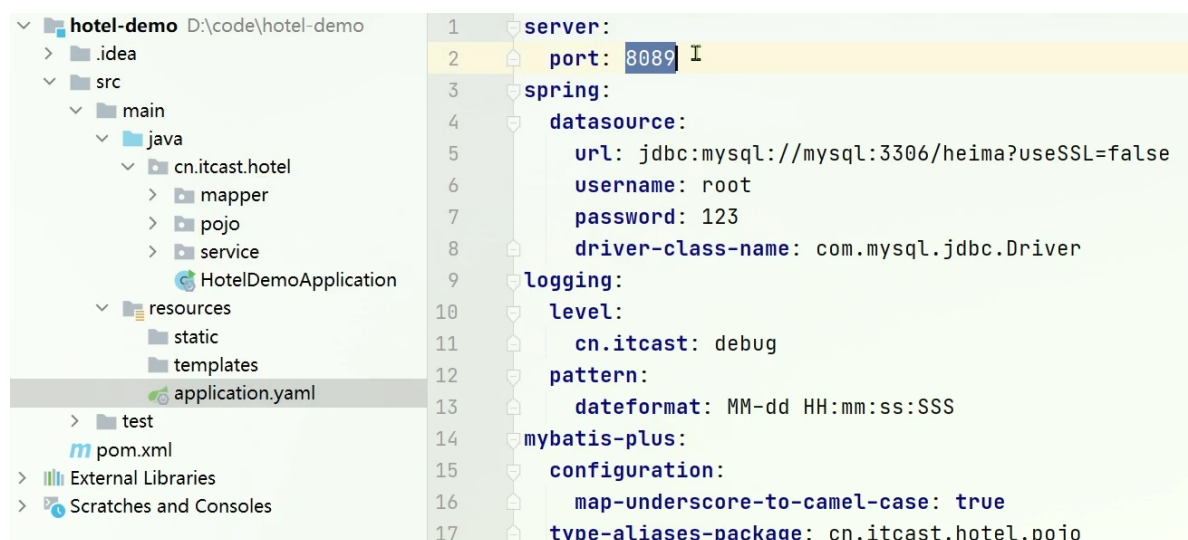 hotel-demo D:\code\hotel-demo
.idea
src
main
java
cn.itcast.hotel
mapper
pojo
service
HotelDemoApplication
resources
static
templates
application.yaml
test
pom.xml
External Libraries
Scratches and Consoles
1 server:
2 port: 8089
3 spring:
4 datasource:
5 url: jdbc:mysql://mysql:3306/heima?useSSL=false
6 username: root
7 password: 123
8 driver-class-name: com.mysql.jdbc.Driver
9 logging:
10 level:
11 cn.itcast: debug
12 pattern:
13 dateformat: MM-dd HH:mm:ss:SSS
14 mybatis-plus:
15 configuration:
16 map-underscore-to-camel-case: true
17 type-aliases-package: cn.itcast.hotel.pojo